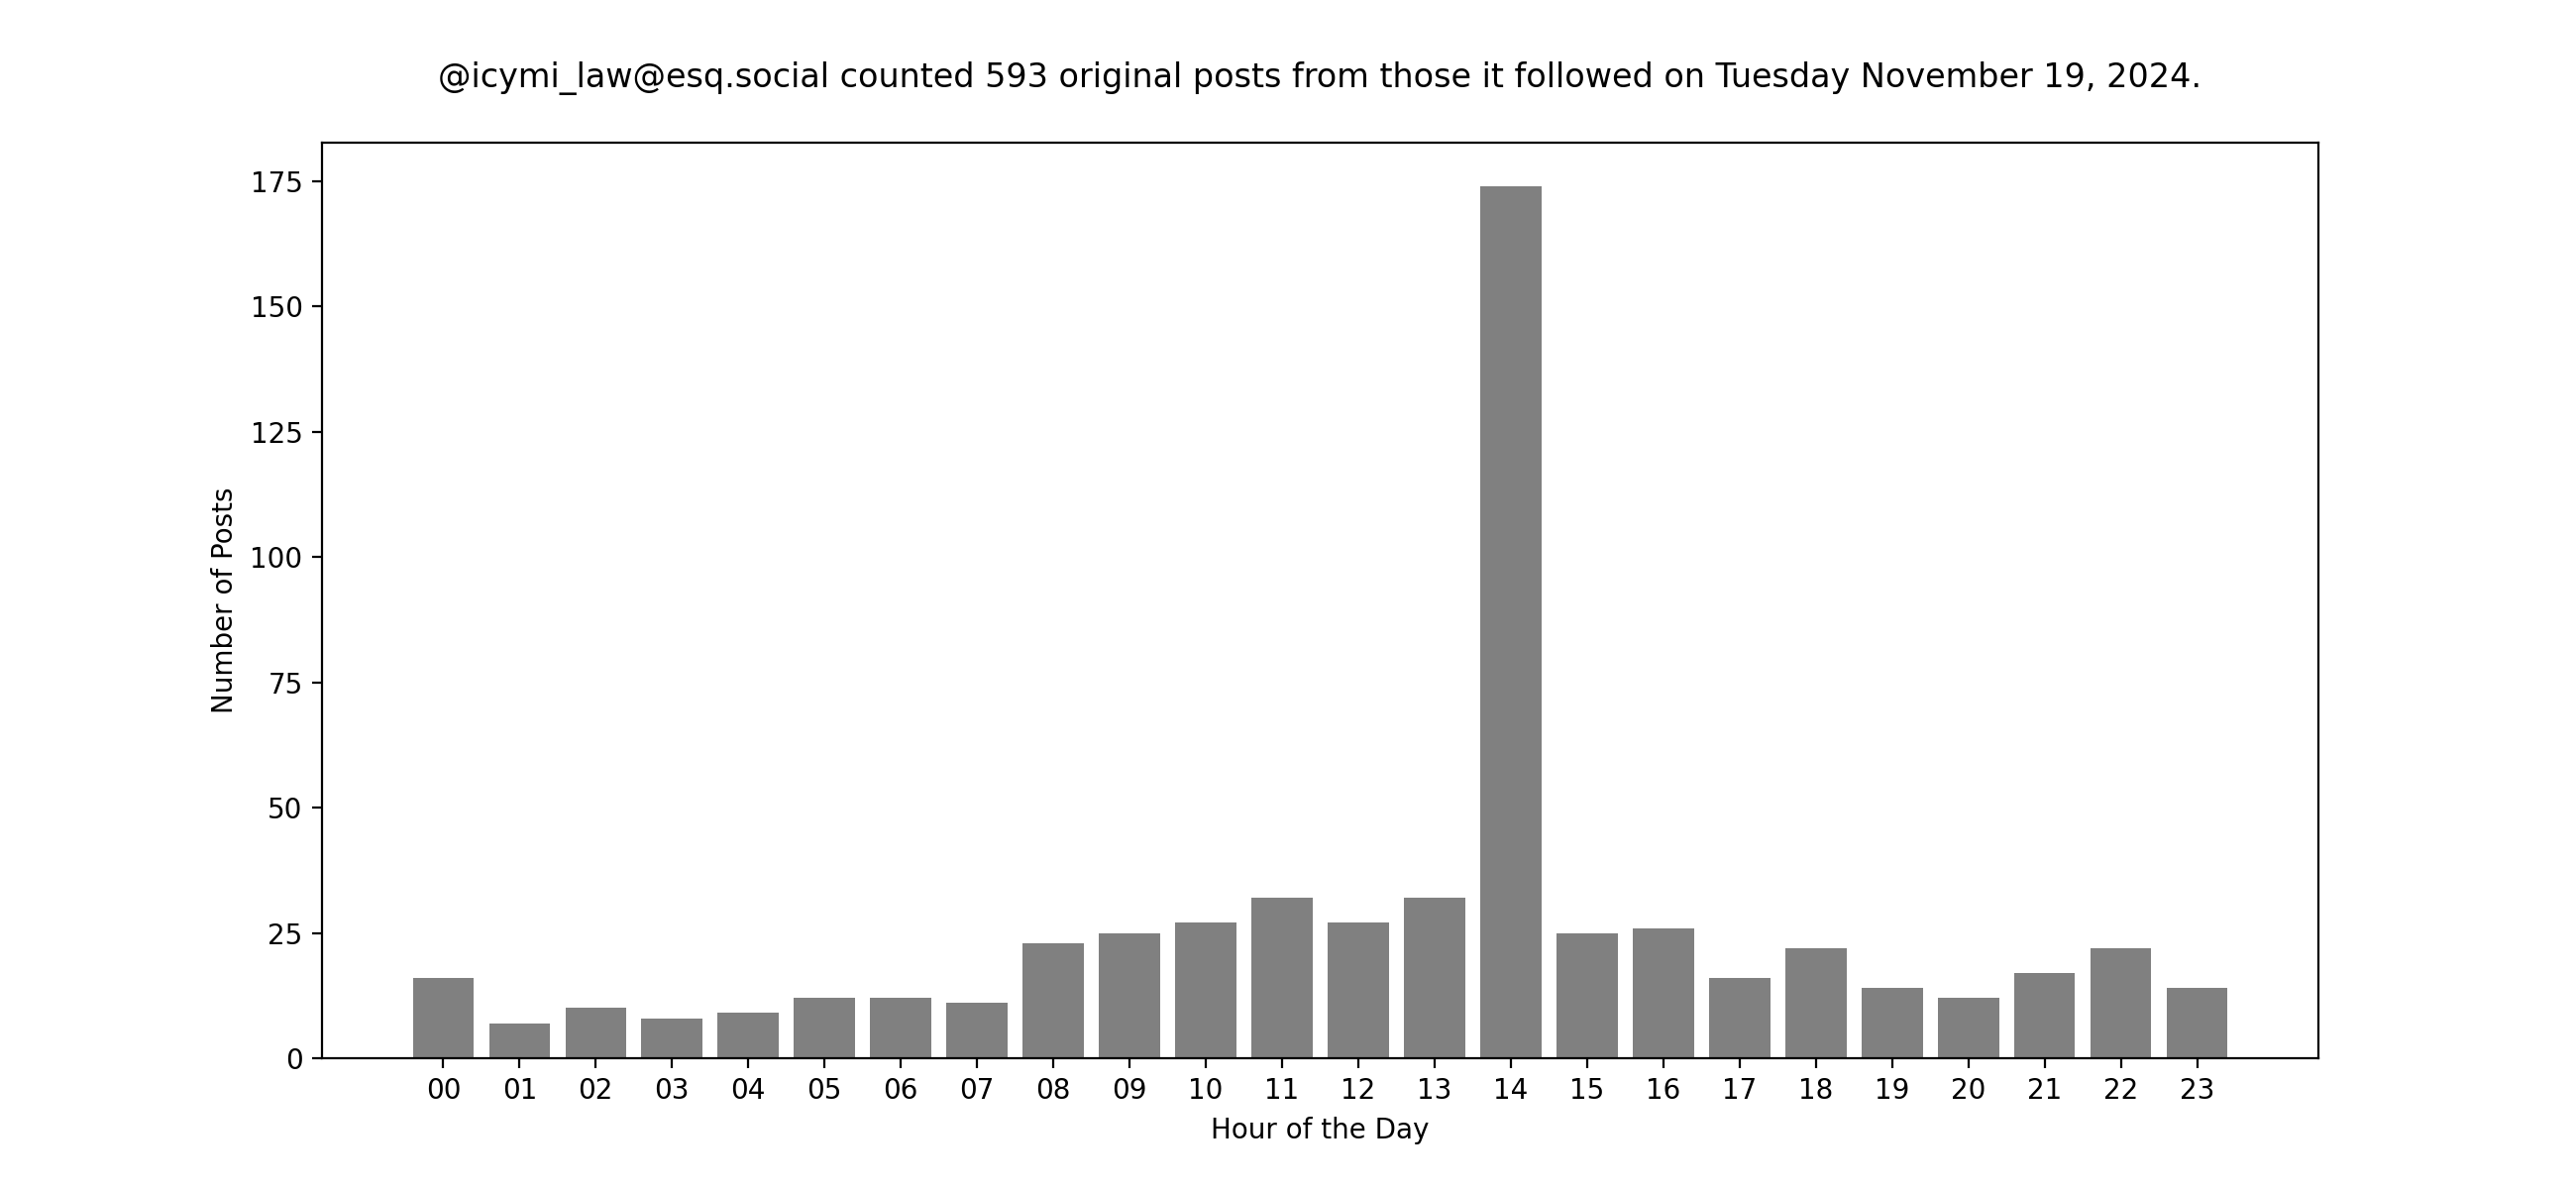 @icymi_law@esq.social counted 593 original posts from those it followed on Tuesday November 19, 2024.
175
150
125
100
75
50
25
0
Number of Posts
00 01 02 03 04 05 06 07 08 09 10 11 12 13 14 15 16 17 18 19 20 21 22 23
Hour of the Day